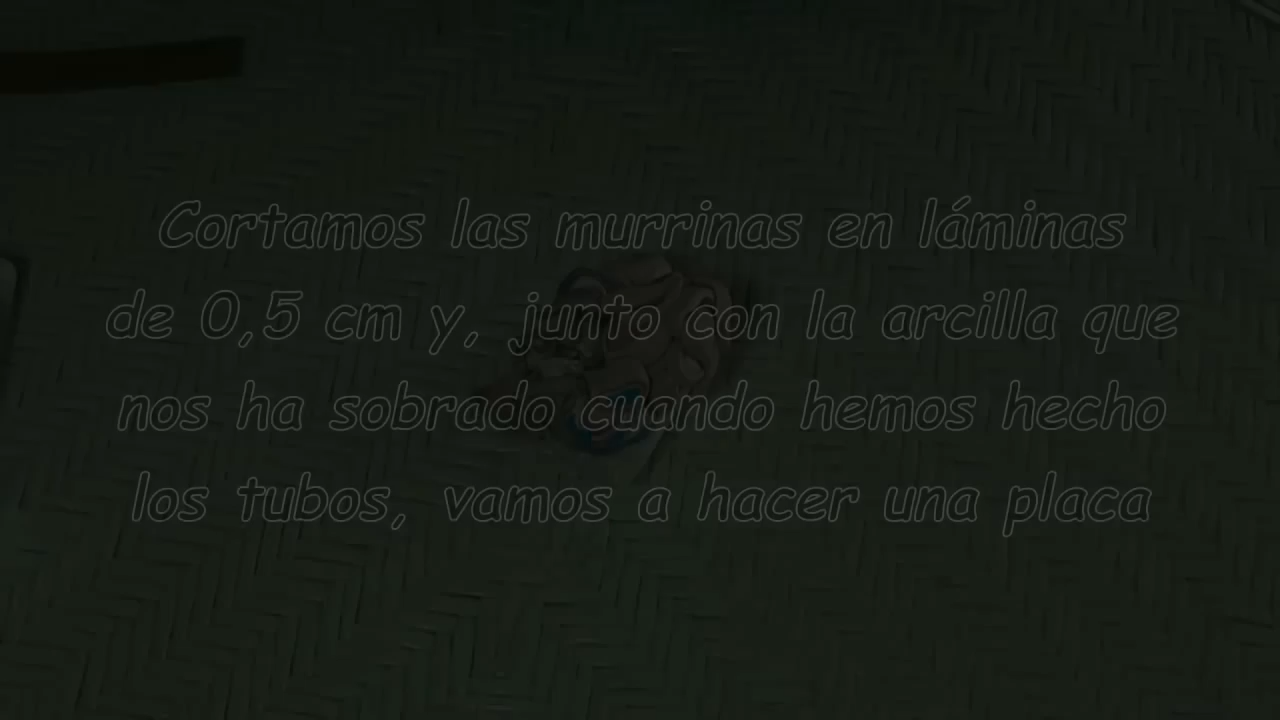 Cortamos las murrinas en láminas
de 0,5 cm y, junto con la arcilla que
nos ha sobrado cuando hemos hecho
los tubos, vamos a hacer una placa